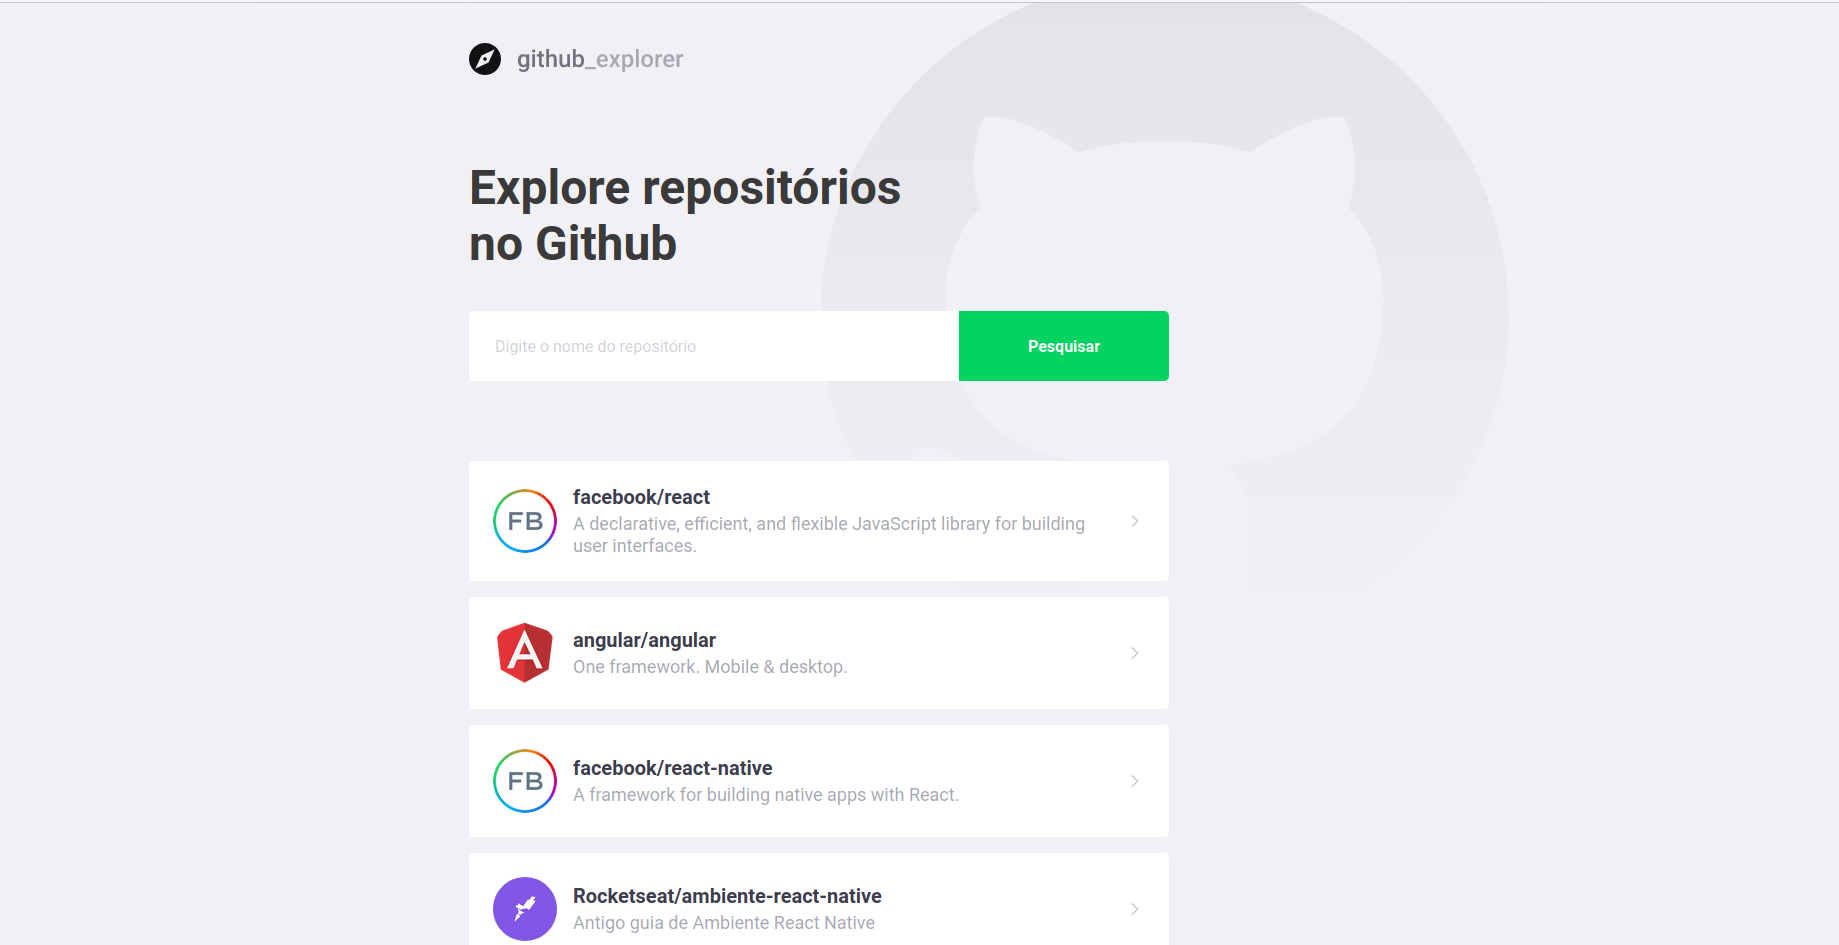 github_explorer
Explore repositórios
no Github
Digite o nome do repositório
Pesquisar
FB
facebook/react
A declarative, efficient, and flexible JavaScript library for building
user interfaces.
A
angular/angular
One framework. Mobile & desktop.
FB
facebook/react-native
A framework for building native apps with React.
Rocketseat/ambiente-react-native
Antigo guia de Ambiente React Native